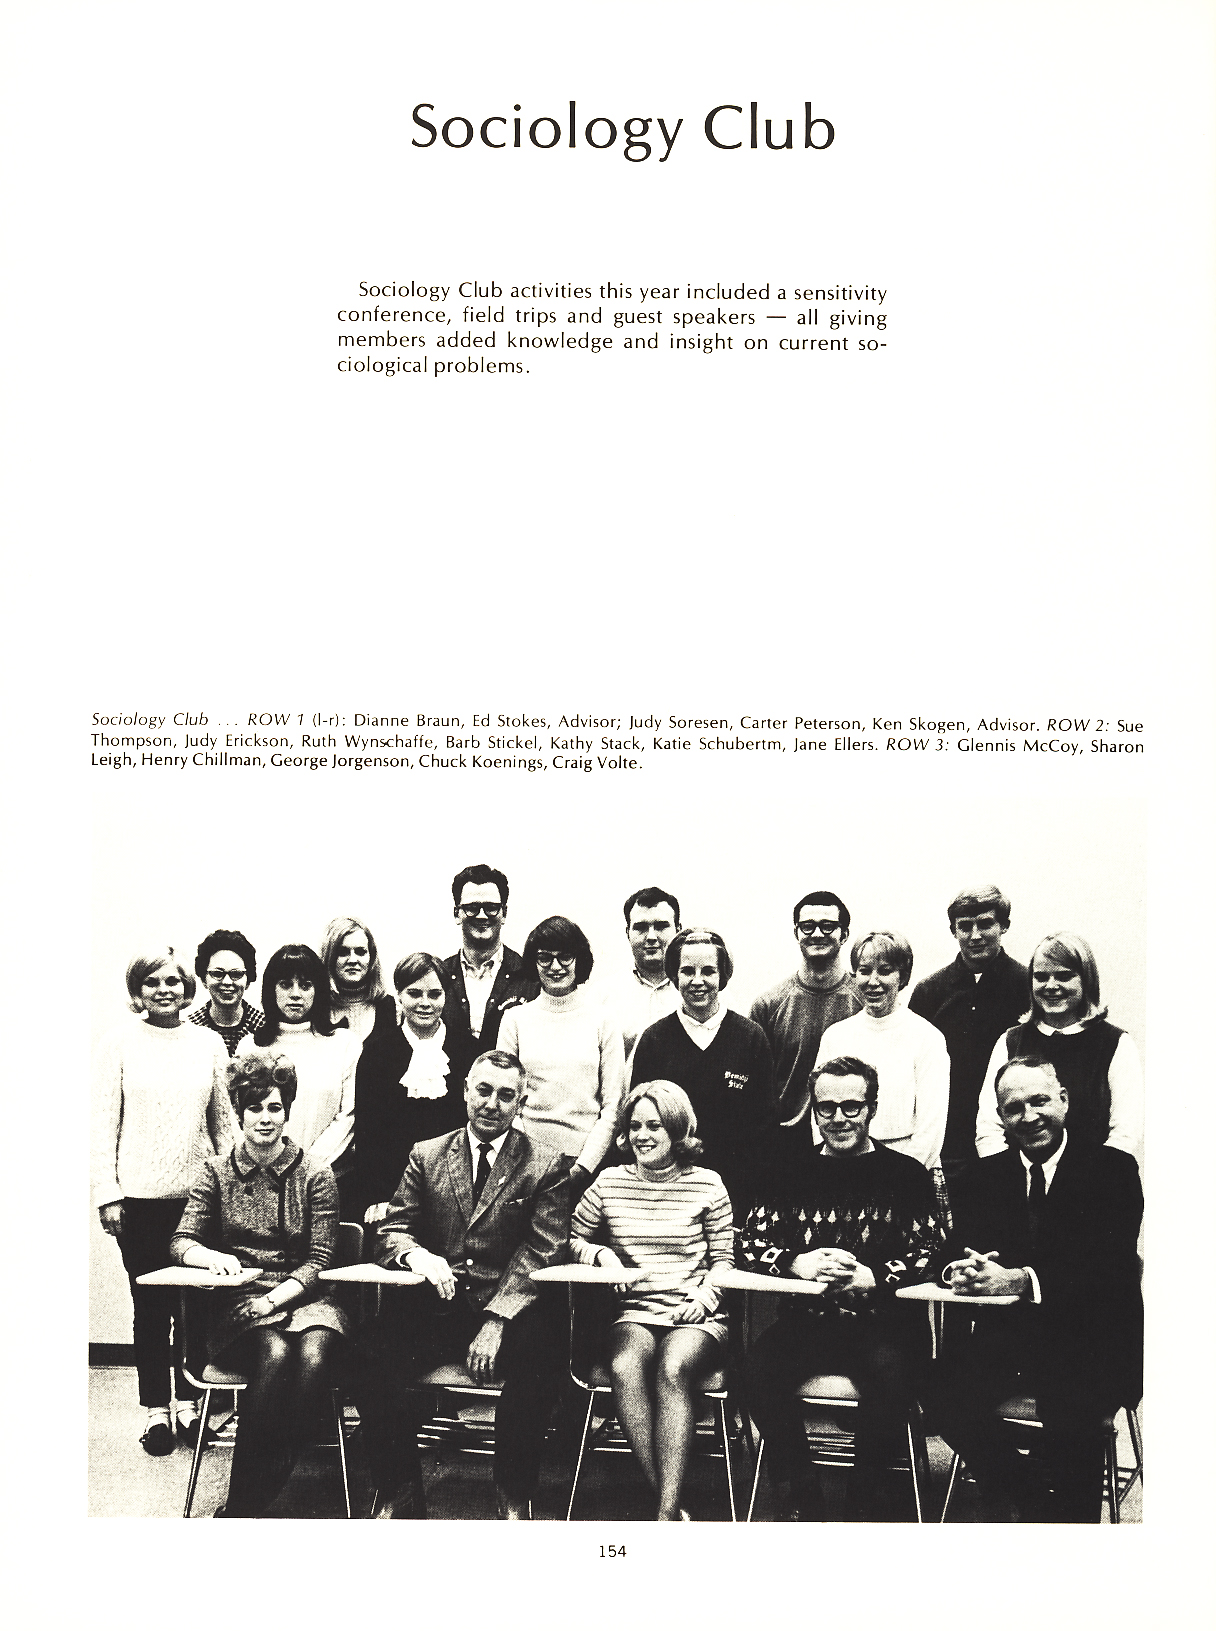 Sociology Club
Sociology Club activities this year included a sensitivity
conference, field trips and guest speakers — all giving
members added knowledge and insight on current so-
ciological problems.
Sociology Club ... ROW 1 (l-r): Dianne Braun, Ed Stokes, Advisor; Judy Soresen, Carter Peterson, Ken Skogen, Advisor. ROW 2: Sue
Thompson, Judy Erickson, Ruth Wynschaffe, Barb Stickel, Kathy Stack, Katie Schubertm, Jane Ellers. ROW 3: Glennis McCoy, Sharon
Leigh, Henry Chillman, George Jorgenson, Chuck Koenings, Craig Volte.
Bemidji
State
154